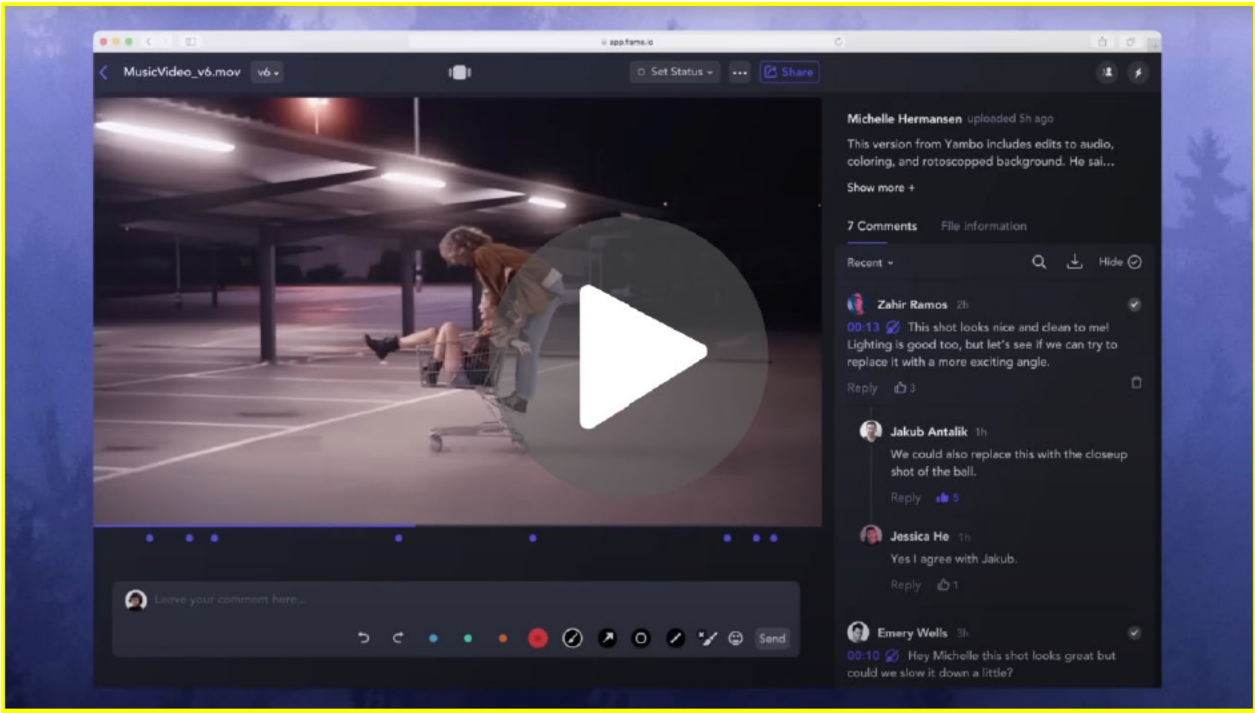 app.frame.io
MusicVideo_v6.mov
v6
Set Status
Share
Michelle Hermansen uploaded 5h ago
This version from Yambo includes edits to audio,
coloring, and rotoscopped background. He sai...
Show more +
7 Comments File information
Recent
Hide
Zahir Ramos 2h
00:13 This shot looks nice and clean to me!
Lighting is good too, but let's see if we can try to
replace it with a more exciting angle.
Reply 3
Jakub Antalik 1h
We could also replace this with the closeup
shot of the ball.
Reply 5
Jessica He 1h
Yes I agree with Jakub.
Reply 1
Emery Wells 3h
00:10 Hey Michelle this shot looks great but
could we slow it down a little?
Leave your comment here...
Send